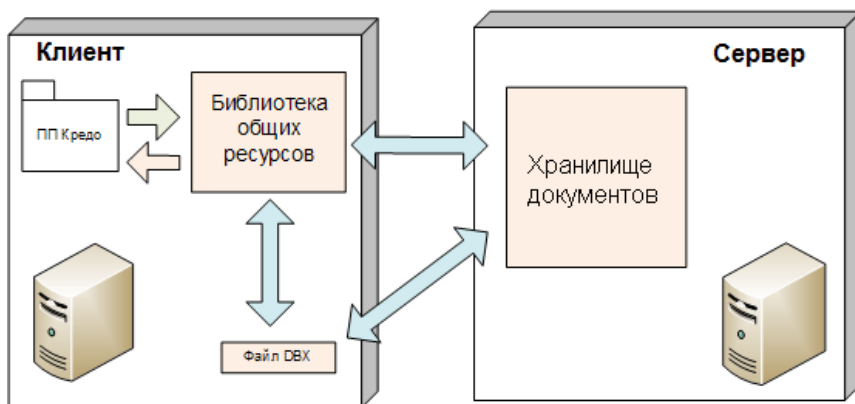 Клиент
Сервер
ПП Кредо
Библиотека
общих
ресурсов
Хранилище
документов
Файл DBX